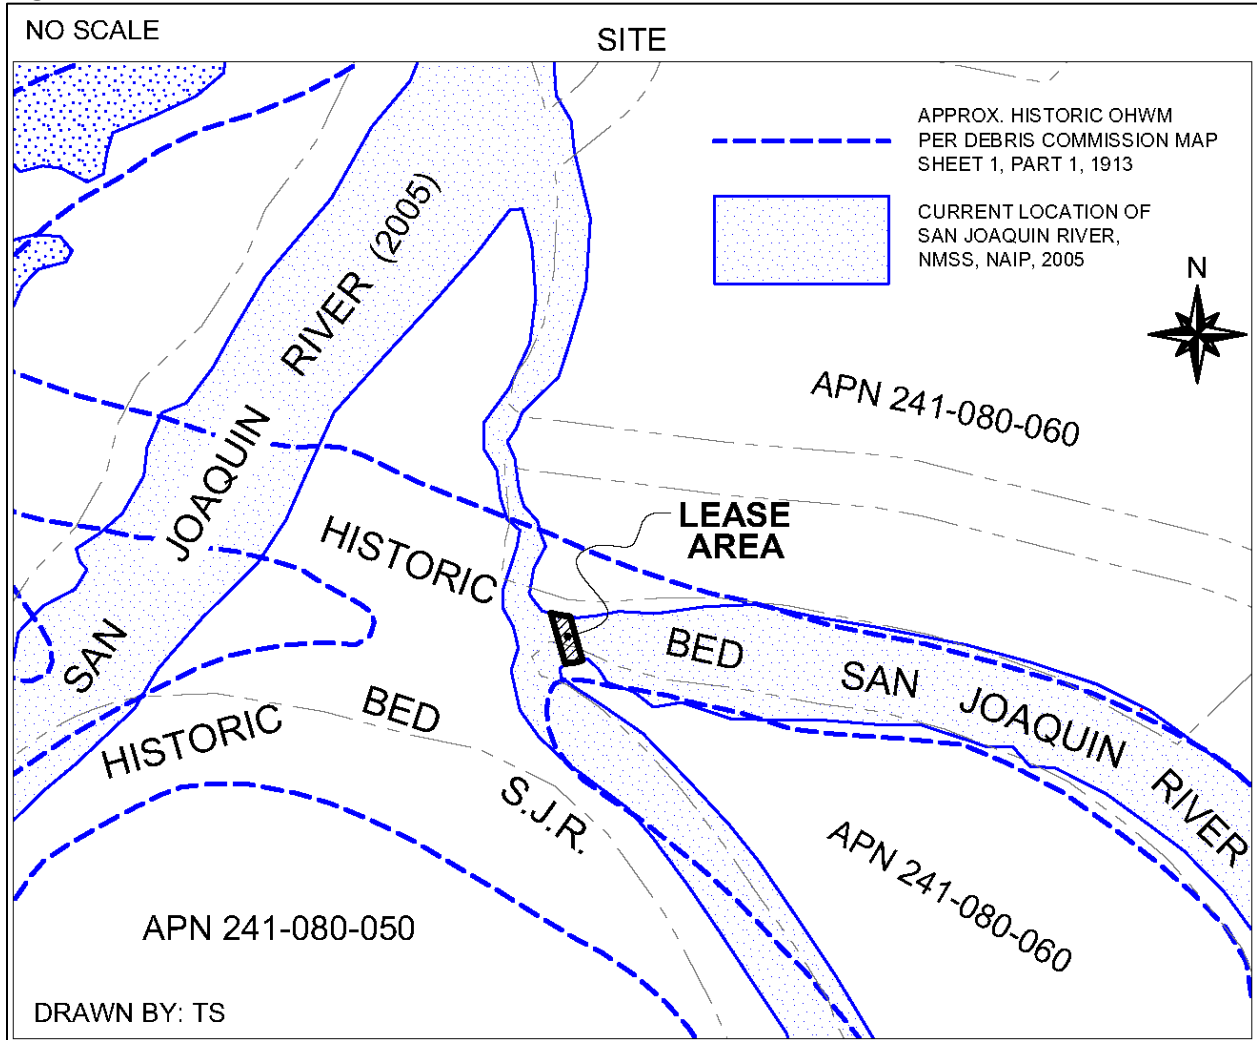 NO SCALE
SITE
APPROX. HISTORIC OHWM
PER DEBRIS COMMISSION MAP
SHEET 1, PART 1, 1913
CURRENT LOCATION OF
SAN JOAQUIN RIVER,
NMSS, NAIP, 2005
N
SAN JOAQUIN RIVER (2005)
APN 241-080-060
LEASE
AREA
HISTORIC
BED SAN JOAQUIN RIVER
HISTORIC BED S.J.R.
APN 241-080-060
APN 241-080-050
DRAWN BY: TS